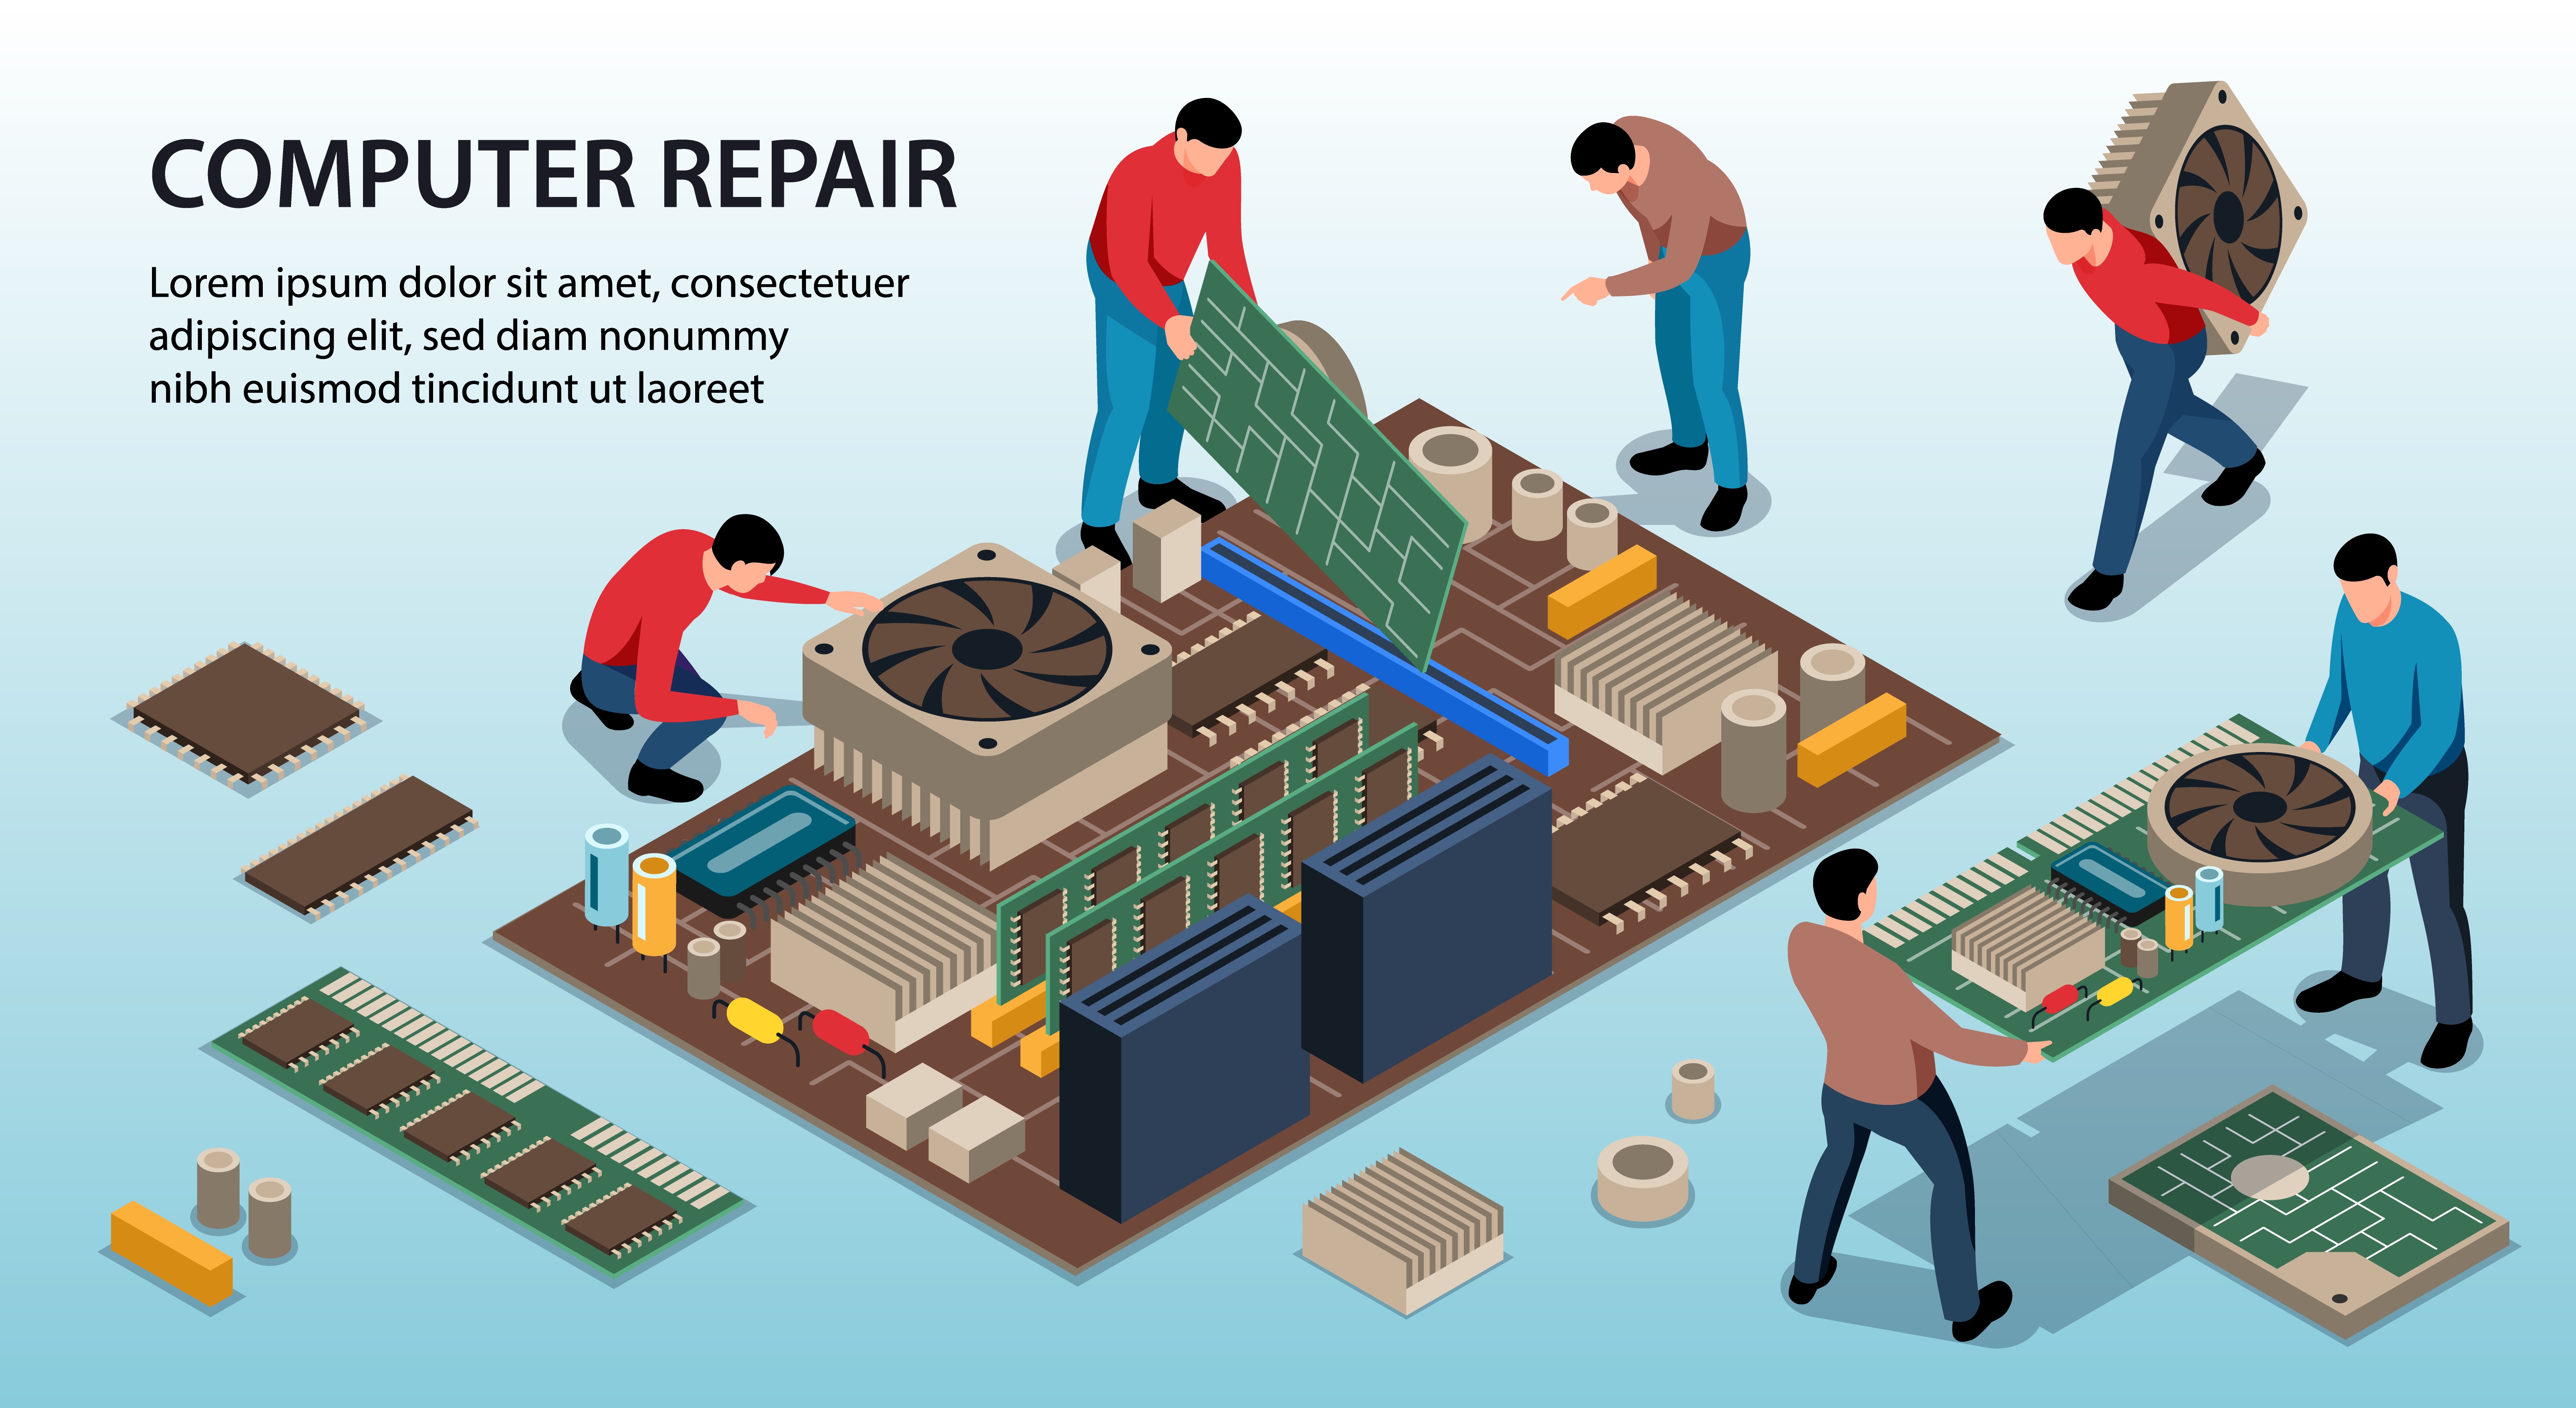 COMPUTER REPAIR
Lorem ipsum dolor sit amet, consectetuer
adipiscing elit, sed diam nonummy
nibh euismod tincidunt ut laoreet